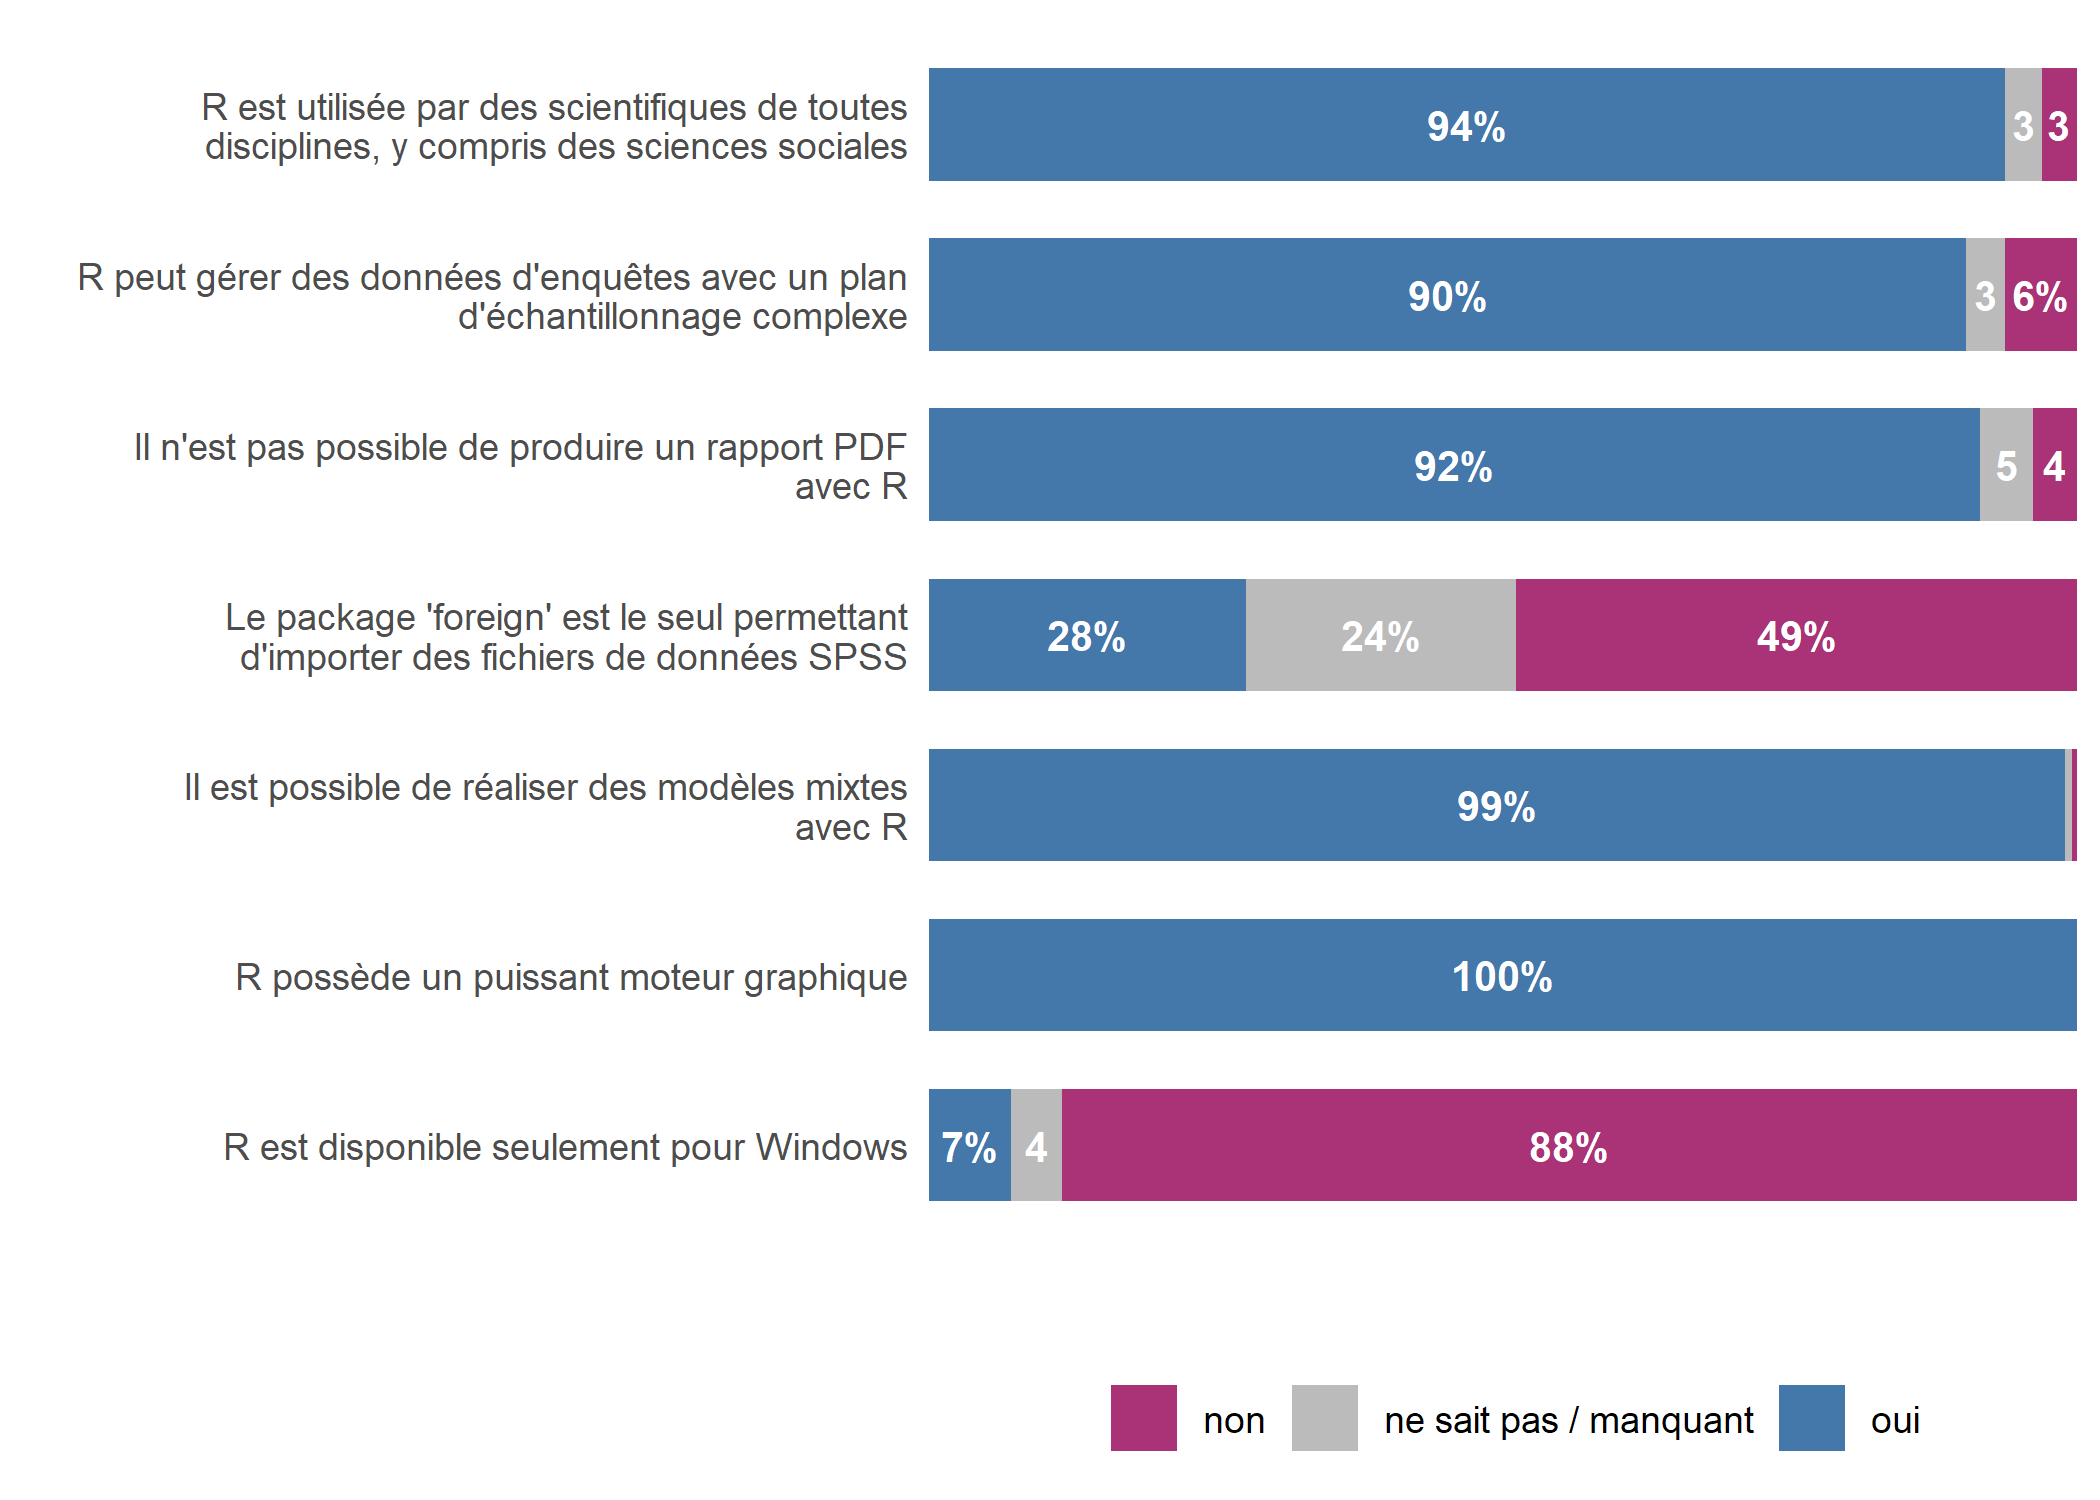 R est utilisée par des scientifiques de toutes
disciplines, y compris des sciences sociales
94% 3 3
R peut gérer des données d'enquêtes avec un plan
d'échantillonnage complexe
90% 3 6%
Il n'est pas possible de produire un rapport PDF
avec R
92% 5 4
Le package 'foreign' est le seul permettant
d'importer des fichiers de données SPSS
28% 24% 49%
Il est possible de réaliser des modèles mixtes
avec R
99%
R possède un puissant moteur graphique
100%
R est disponible seulement pour Windows
7% 4 88%
non ne sait pas / manquant oui